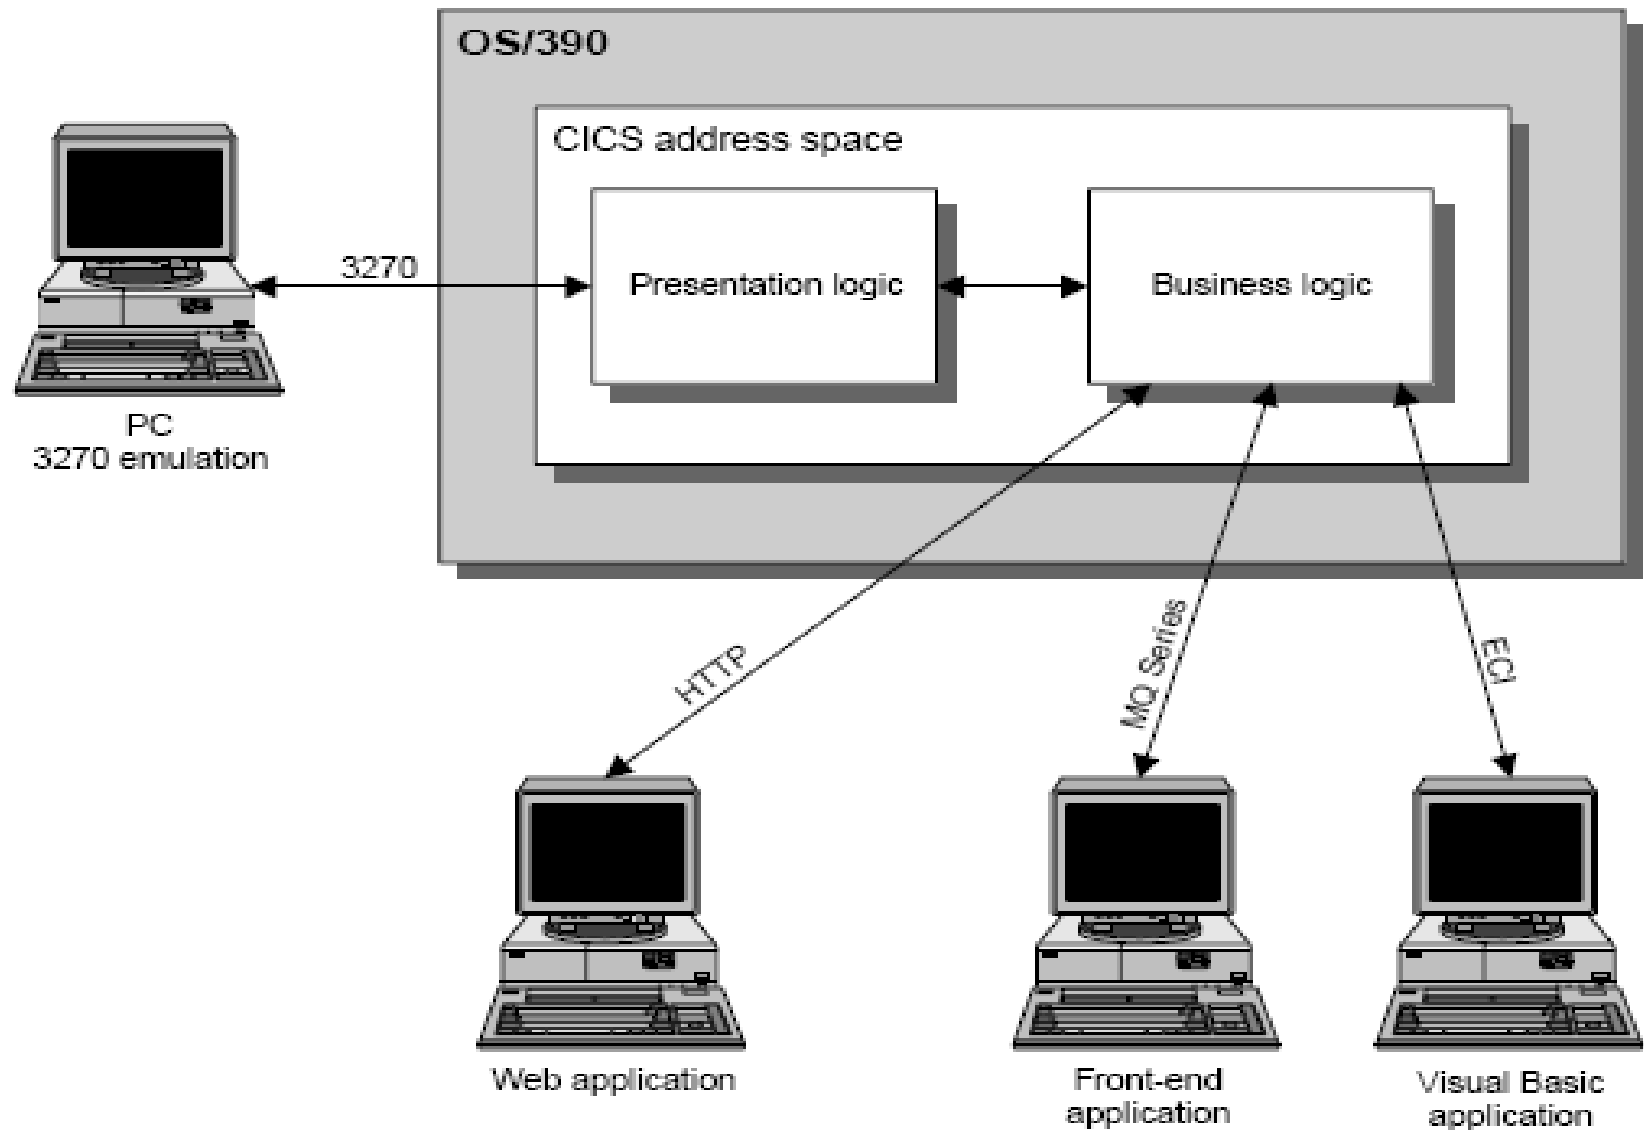 OS/390
CICS address space
3270
Presentation logic
Business logic
PC
3270 emulation
HTTP
MQ Series
ECI
Web application
Front-end
application
Visual Basic
application